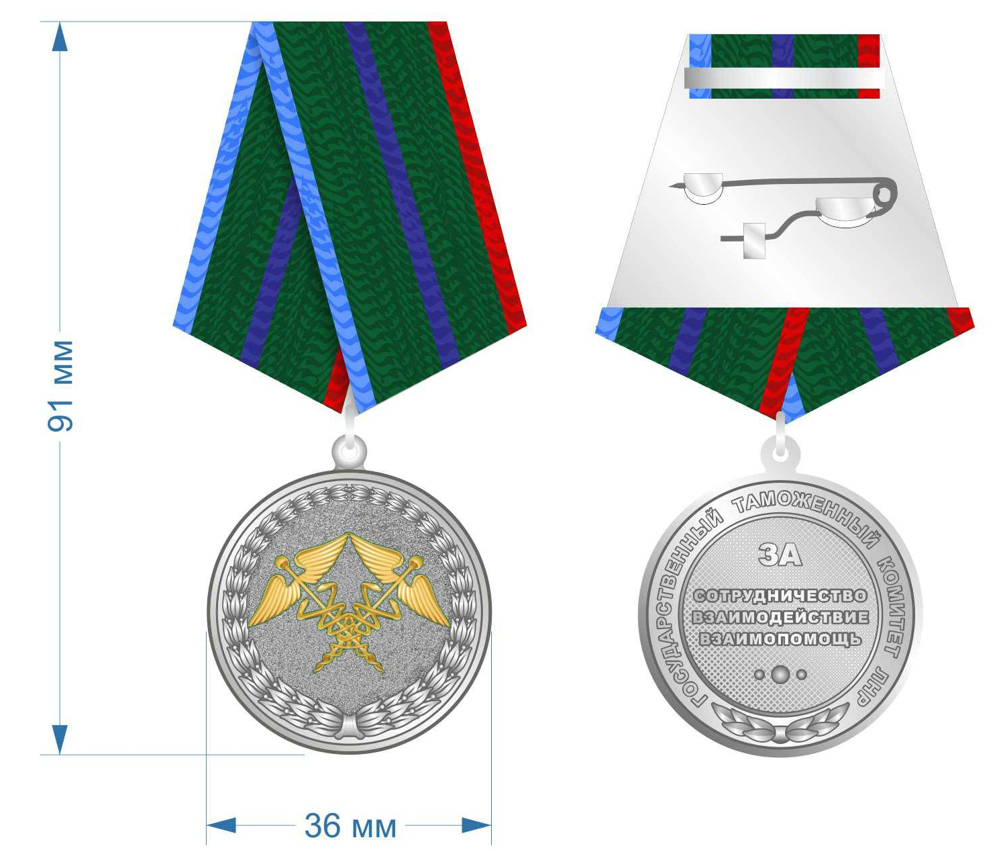 91 мм
36 мм
ГОСУДАРСТВЕННЫЙ ТАМОЖЕННЫЙ КОМИТЕТ ЛНР
ЗА
СОТРУДНИЧЕСТВО
ВЗАИМОДЕЙСТВИЕ
ВЗАИМОПОМОЩЬ